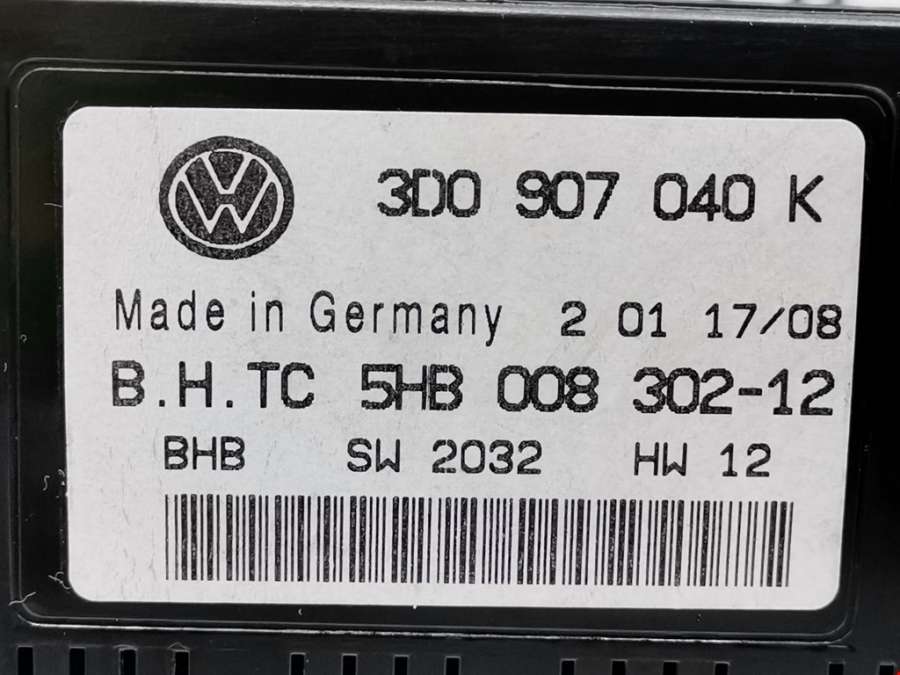 3D0 907 040 K
Made in Germany 2 01 17/08
B.H.TC 5HB 008 302-12
BHB SW 2032 HW 12